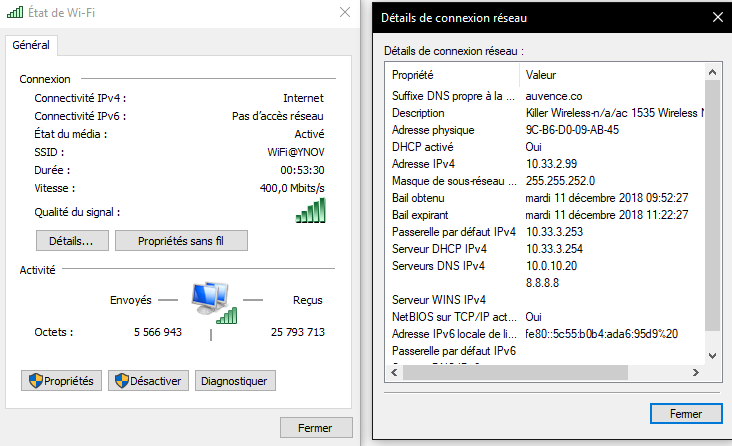 État de Wi-Fi
Général
Connexion
Connectivité IPv4 : Internet
Connectivité IPv6 : Pas d'accès réseau
État du média : Activé
SSID : WiFi@YNOV
Durée : 00:53:30
Vitesse : 400,0 Mbits/s
Qualité du signal :
Détails... Propriétés sans fil
Activité
Envoyés Reçus
Octets : 5 566 943 25 793 713
Propriétés Désactiver Diagnostiquer
Fermer
Détails de connexion réseau
Détails de connexion réseau :
Propriété Valeur
Suffixe DNS propre à la ... auvence.co
Description Killer Wireless-n/a/ac 1535 Wireless N
Adresse physique 9C-B6-D0-09-AB-45
DHCP activé Oui
Adresse IPv4 10.33.2.99
Masque de sous-réseau ... 255.255.252.0
Bail obtenu mardi 11 décembre 2018 09:52:27
Bail expirant mardi 11 décembre 2018 11:22:27
Passerelle par défaut IPv4 10.33.3.253
Serveur DHCP IPv4 10.33.3.254
Serveurs DNS IPv4 10.0.10.20
8.8.8.8
Serveur WINS IPv4
NetBIOS sur TCP/IP act... Oui
Adresse IPv6 locale de li... fe80::5c55:b0b4:ada6:95d9%20
Passerelle par défaut IPv6
Fermer